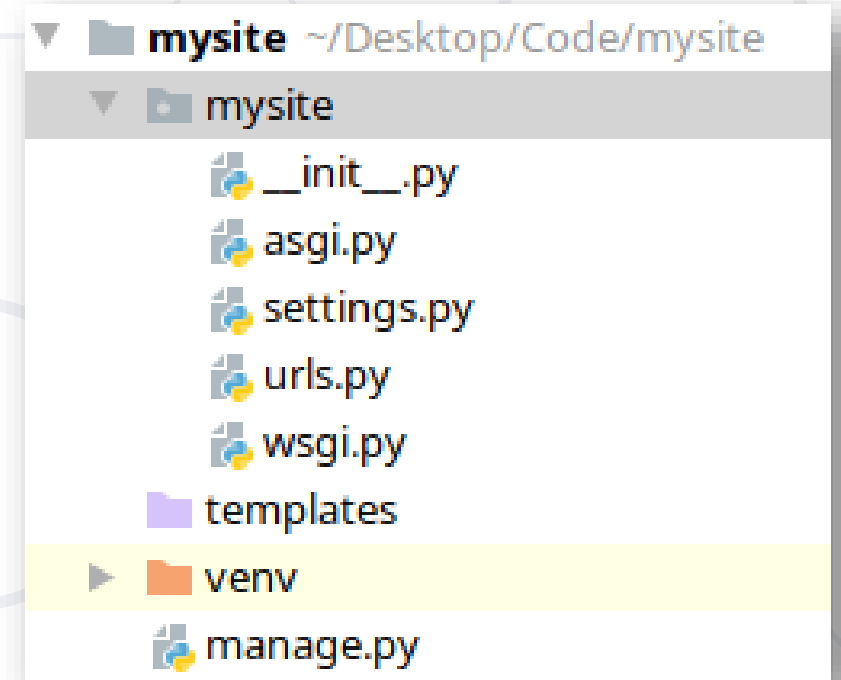 mysite ~/Desktop/Code/mysite
mysite
__init__.py
asgi.py
settings.py
urls.py
wsgi.py
templates
venv
manage.py